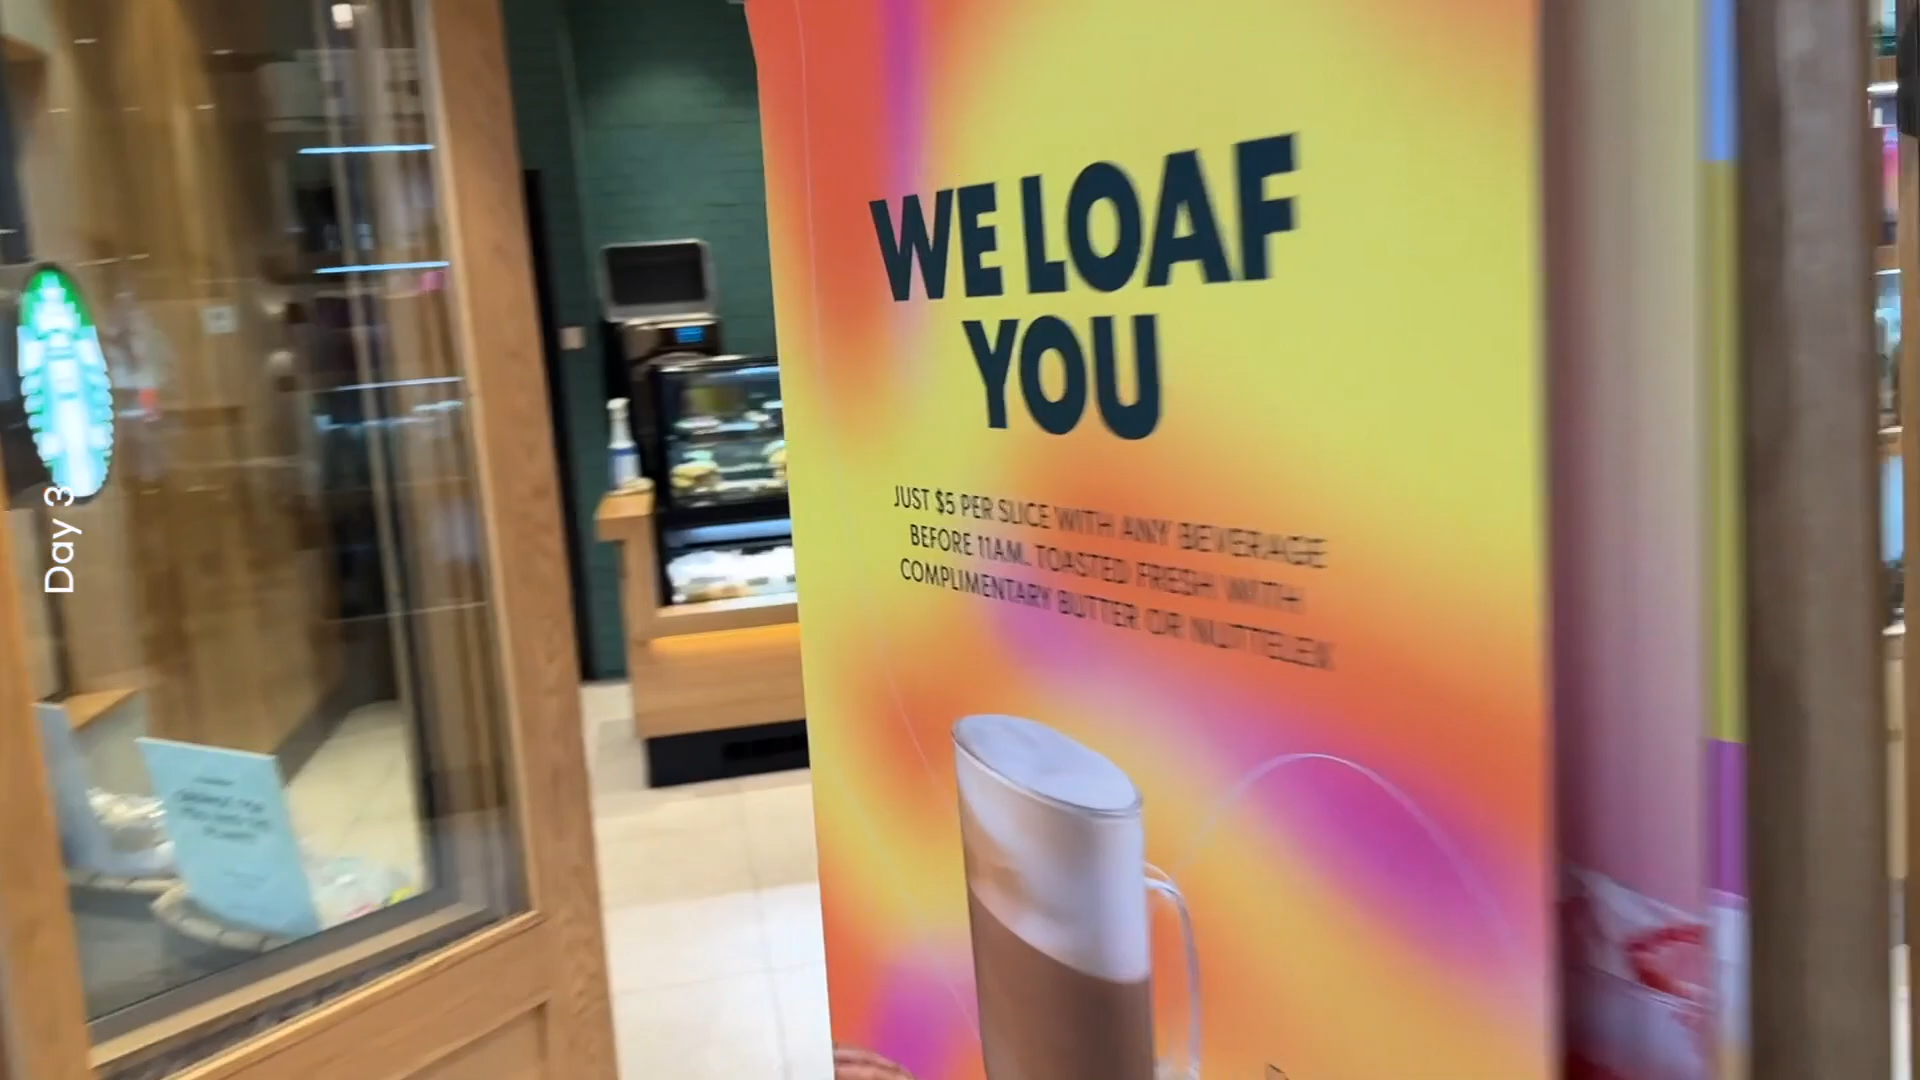 Day 3
WE LOAF
YOU
JUST $5 PER SLICE WITH ANY BEVERAGE
BEFORE 11AM. TOASTED FRESH WITH
COMPLIMENTARY BUTTER OR NUTTELEX